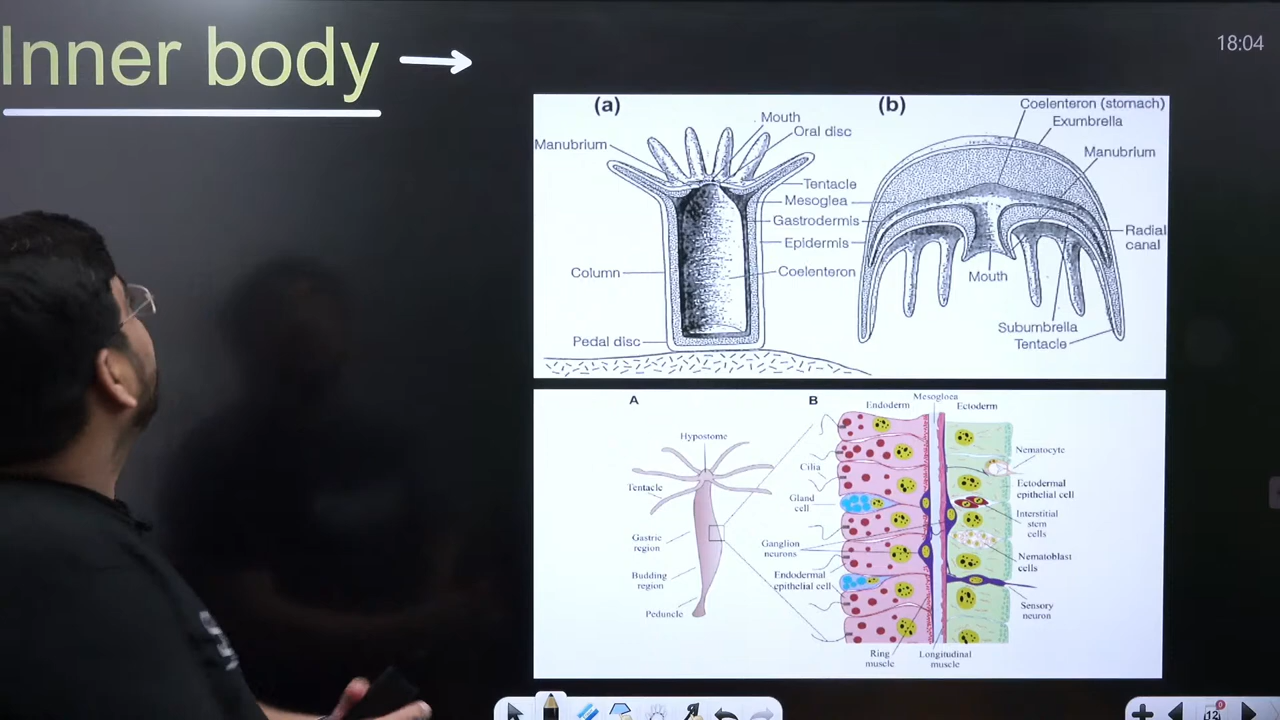 Inner body →
18:04
(a)
(b)
Coelenteron (stomach)
Exumbrella
Mouth
Oral disc
Manubrium
Manubrium
Tentacle
Mesoglea
Gastrodermis
Epidermis
Radial
canal
Column
Coelenteron
Mouth
Pedal disc
Subumbrella
Tentacle
A
B
Mesogloea
Endoderm
Ectoderm
Hypostome
Nematocyte
Cilia
Tentacle
Ectodermal
epithelial cell
Gland
cell
Interstitial
stem
cells
Gastric
region
Ganglion
neurons
Nematoblast
cells
Budding
region
Endodermal
epithelial cell
Sensory
neuron
Peduncle
Ring
muscle
Longitudinal
muscle
12